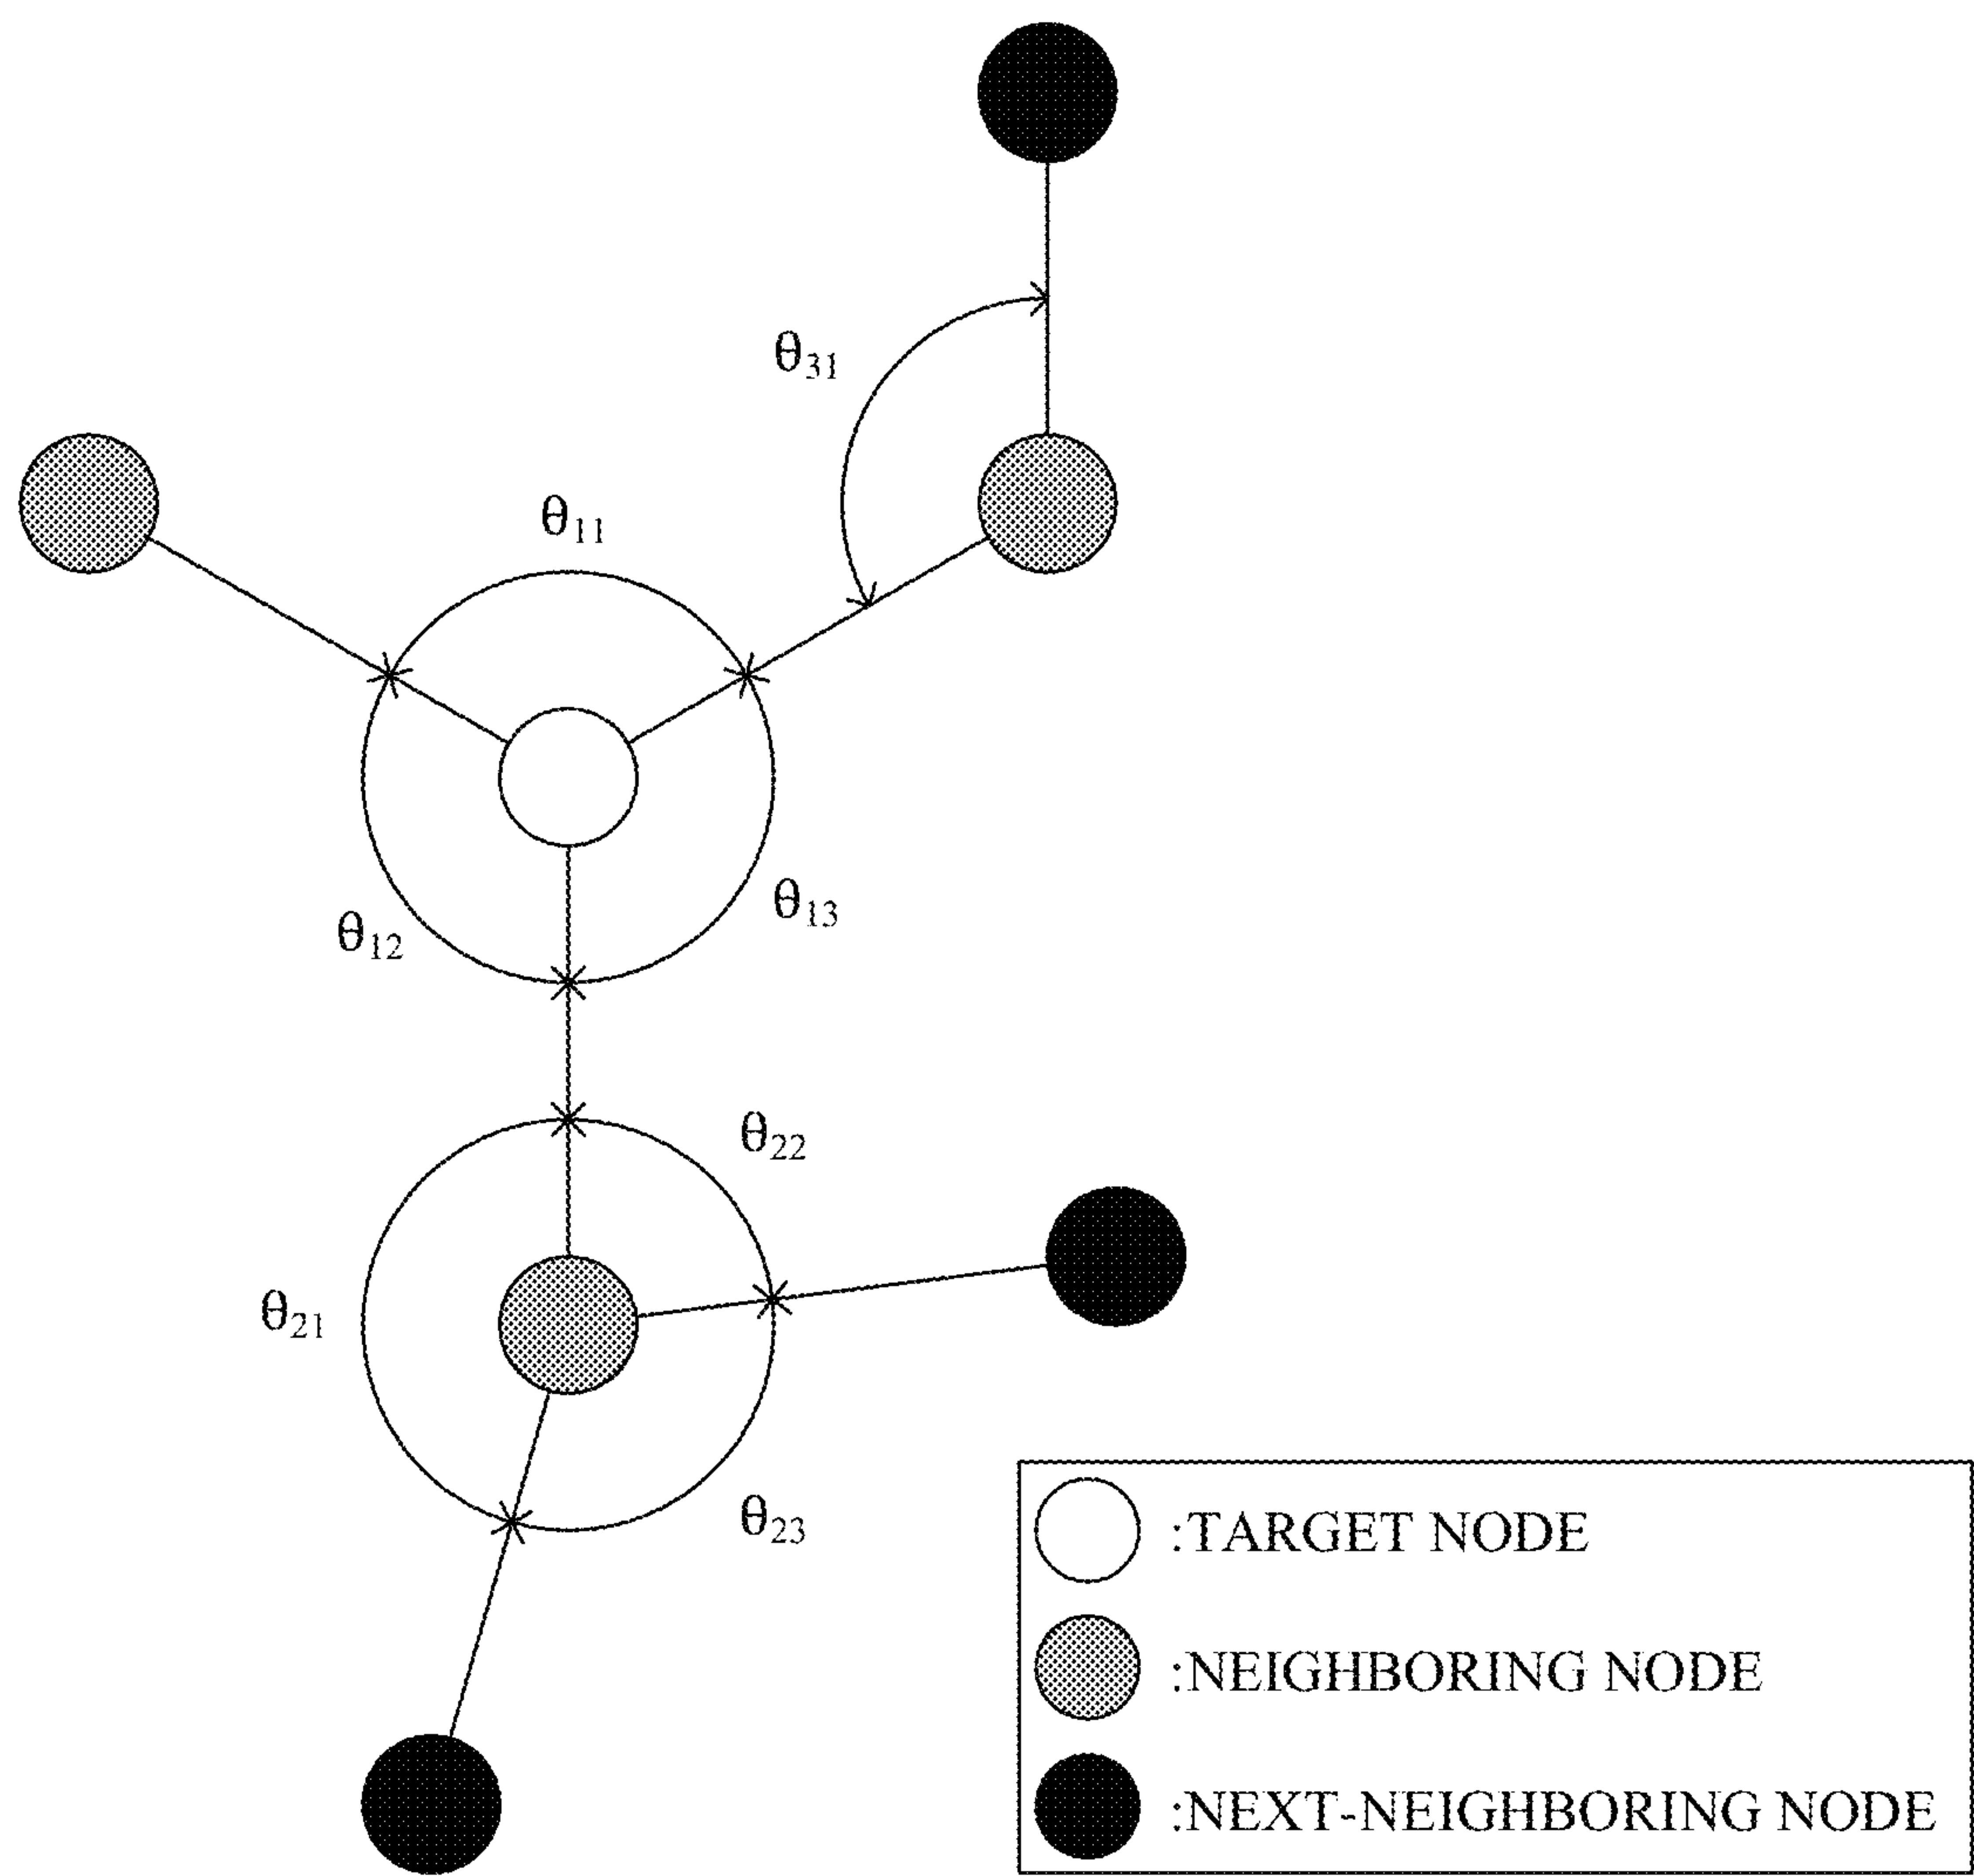 θ31
θ11
θ13
θ12
θ22
θ21
θ23
:TARGET NODE
:NEIGHBORING NODE
:NEXT-NEIGHBORING NODE